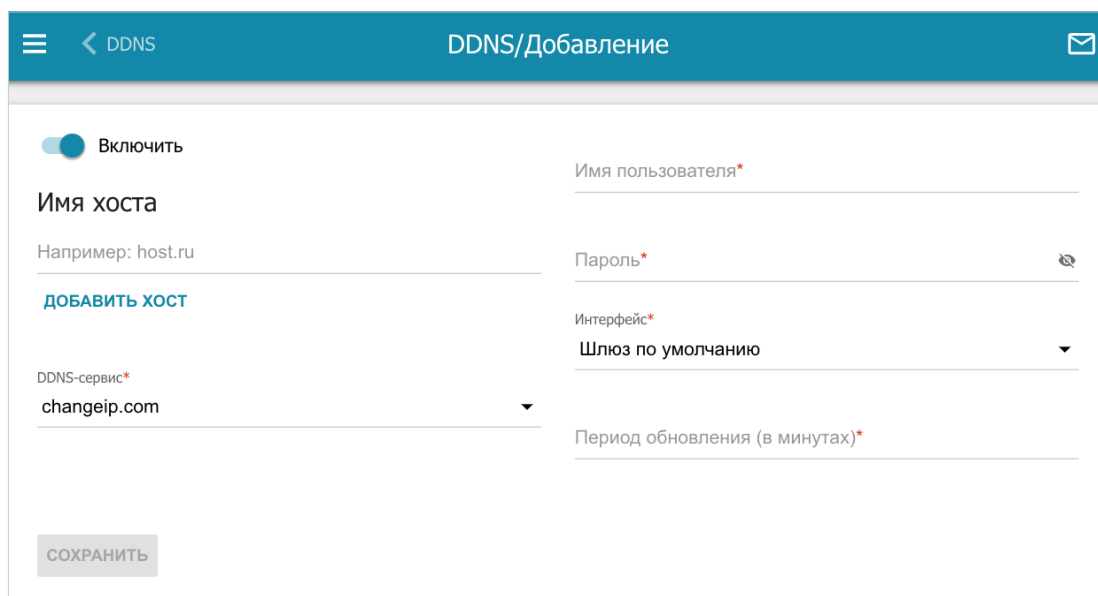 DDNS
DDNS/Добавление
Включить
Имя хоста
Например: host.ru
ДОБАВИТЬ ХОСТ
DDNS-сервис*
changeip.com
Имя пользователя*
Пароль*
Интерфейс*
Шлюз по умолчанию
Период обновления (в минутах)*
СОХРАНИТЬ